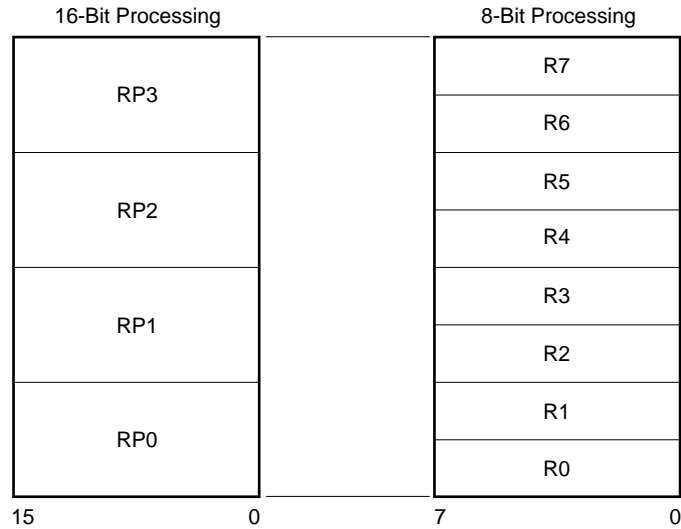 16-Bit Processing
8-Bit Processing
RP3
RP2
RP1
RP0
15 0
R7
R6
R5
R4
R3
R2
R1
R0
7 0